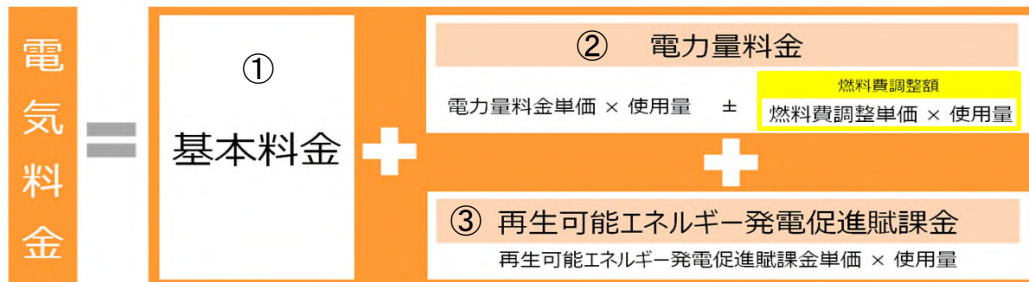 電気料金
=
①
基本料金
+
② 電力量料金
電力量料金単価 × 使用量 ±
燃料費調整額
燃料費調整単価 × 使用量
+
③ 再生可能エネルギー発電促進賦課金
再生可能エネルギー発電促進賦課金単価 × 使用量